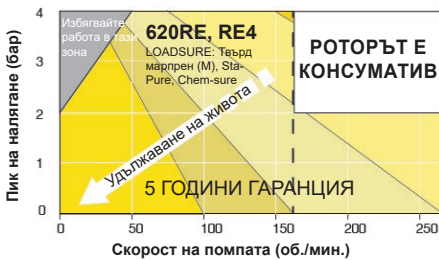 Избягвайте
работа в тази
зона
620RE, RE4
LOADSURE: Твърд
марпрен (M), Sta-
Pure, Chem-sure
РОТОРЪТ Е
КОНСУМАТИВ
Удължаване на живота
5 ГОДИНИ ГАРАНЦИЯ
Пик на налягане (бар)
4
3
2
1
0
0
50
100
150
200
250
Скорост на помпата (об./мин.)